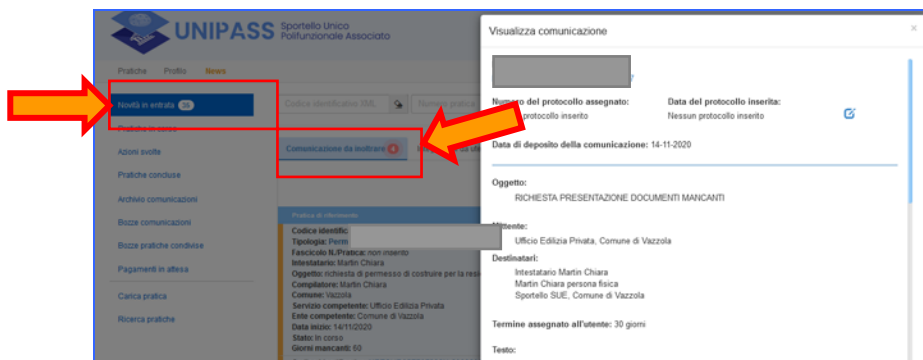 UNIPASS Sportello Unico
Polifunzionale Associato
Pratiche Profilo News
Novità in entrata 36
Pratiche in corso
Azioni svolte
Pratiche concluse
Archivio comunicazioni
Bozze comunicazioni
Bozze pratiche condivise
Pagamenti in attesa
Carica pratica
Ricerca pratiche
Codice identificativo XML Numero pratica
Comunicazione da inoltrare 4
Pratica di riferimento
Codice identific
Tipologia: Perm
Fascicolo N./Pratica: non inserito
Intestatario: Martin Chiara
Oggetto: richiesta di permesso di costruire per la resi
Compilatore: Martin Chiara
Comune: Vazzola
Servizio competente: Ufficio Edilizia Privata
Ente competente: Comune di Vazzola
Data inizio: 14/11/2020
Stato: In corso
Giorni mancanti: 60
Visualizza comunicazione ×
Numero del protocollo assegnato: Data del protocollo inserita:
protocollo inserito Nessun protocollo inserito
Data di deposito della comunicazione: 14-11-2020
Oggetto:
RICHIESTA PRESENTAZIONE DOCUMENTI MANCANTI
Mittente:
Ufficio Edilizia Privata, Comune di Vazzola
Destinatari:
Intestatario Martin Chiara
Martin Chiara persona fisica
Sportello SUE, Comune di Vazzola
Termine assegnato all'utente: 30 giorni
Testo: